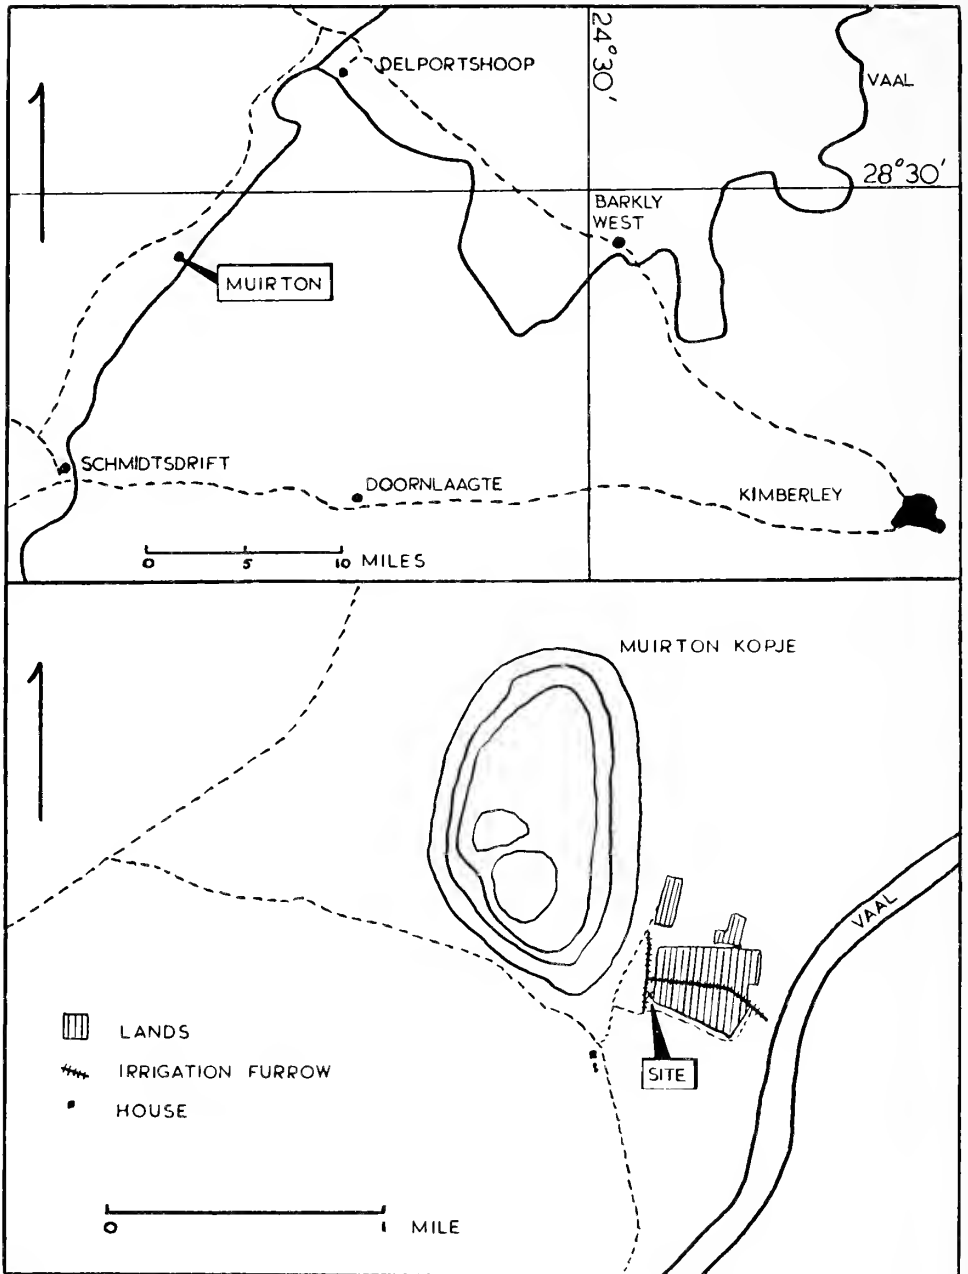 DELPORTSHOOP
24°30'
VAAL
28°30'
BARKLY
WEST
MUIRTON
SCHMIDTSDRIFT
DOORNLAAGTE
KIMBERLEY
0 5 10 MILES
MUIRTON KOPJE
VAAL
LANDS
IRRIGATION FURROW
HOUSE
SITE
0 1 MILE